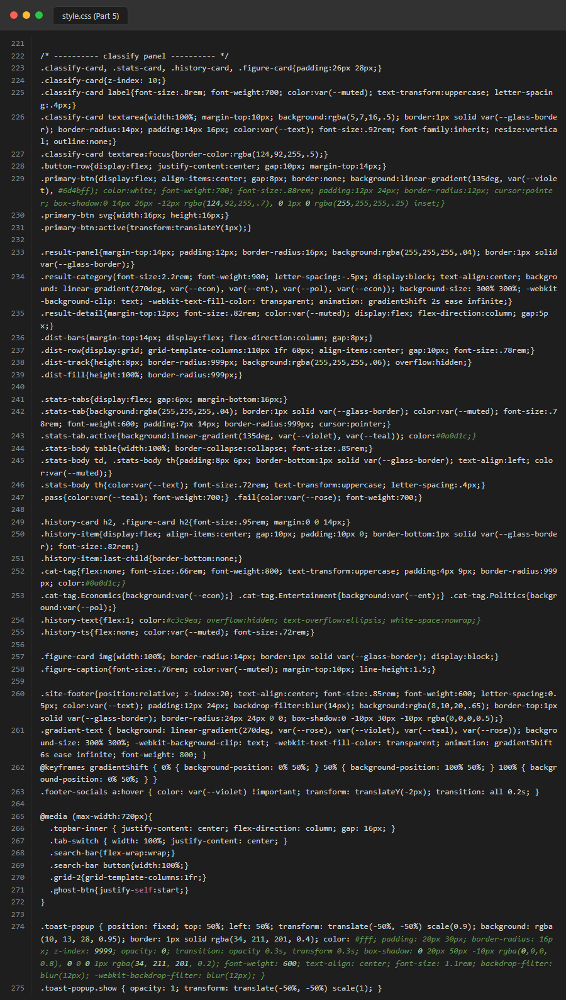 style.css (Part 5)
221
222 /* ---------- classify panel ---------- */
223 .classify-card, .stats-card, .history-card, .figure-card{padding:26px 28px;}
224 .classify-card{z-index: 10;}
225 .classify-card label{font-size:.8rem; font-weight:700; color:var(--muted); text-transform:uppercase; letter-spacin
g:.4px;}
226 .classify-card textarea{width:100%; margin-top:10px; background:rgba(5,7,16,.5); border:1px solid var(--glass-borde
r); border-radius:14px; padding:14px 16px; color:var(--text); font-size:.92rem; font-family:inherit; resize:vertica
l; outline:none;}
227 .classify-card textarea:focus{border-color:rgba(124,92,255,.5);}
228 .button-row{display:flex; justify-content:center; gap:10px; margin-top:14px;}
229 .primary-btn{display:flex; align-items:center; gap:8px; border:none; background:linear-gradient(135deg, var(--viole
t), #6d4bff); color:white; font-weight:700; font-size:.88rem; padding:12px 24px; border-radius:12px; cursor:pointe
r; box-shadow:0 14px 26px -12px rgba(124,92,255,.7), 0 1px 0 rgba(255,255,255,.25) inset;}
230 .primary-btn svg{width:16px; height:16px;}
231 .primary-btn:active{transform:translateY(1px);}
232
233 .result-panel{margin-top:14px; padding:12px; border-radius:16px; background:rgba(255,255,255,.04); border:1px solid
var(--glass-border);}
234 .result-category{font-size:2.2rem; font-weight:900; letter-spacing:-.5px; display:block; text-align:center; backgro
und: linear-gradient(270deg, var(--econ), var(--ent), var(--pol), var(--econ)); background-size: 300% 300%; -webkit
-background-clip: text; -webkit-text-fill-color: transparent; animation: gradientShift 2s ease infinite;}
235 .result-detail{margin-top:12px; font-size:.82rem; color:var(--muted); display:flex; flex-direction:column; gap:5p
x;}
236 .dist-bars{margin-top:14px; display:flex; flex-direction:column; gap:8px;}
237 .dist-row{display:grid; grid-template-columns:110px 1fr 60px; align-items:center; gap:10px; font-size:.78rem;}
238 .dist-track{height:8px; border-radius:999px; background:rgba(255,255,255,.06); overflow:hidden;}
239 .dist-fill{height:100%; border-radius:999px;}
240
241 .stats-tabs{display:flex; gap:6px; margin-bottom:16px;}
242 .stats-tab{background:rgba(255,255,255,.04); border:1px solid var(--glass-border); color:var(--muted); font-size:.7
8rem; font-weight:600; padding:7px 14px; border-radius:999px; cursor:pointer;}
243 .stats-tab.active{background:linear-gradient(135deg, var(--violet), var(--teal)); color:#0a0d1c;}
244 .stats-body table{width:100%; border-collapse:collapse; font-size:.85rem;}
245 .stats-body td, .stats-body th{padding:8px 6px; border-bottom:1px solid var(--glass-border); text-align:left; colo
r:var(--muted);}
246 .stats-body th{color:var(--text); font-size:.72rem; text-transform:uppercase; letter-spacing:.4px;}
247 .pass{color:var(--teal); font-weight:700;} .fail{color:var(--rose); font-weight:700;}
248
249 .history-card h2, .figure-card h2{font-size:.95rem; margin:0 0 14px;}
250 .history-item{display:flex; align-items:center; gap:10px; padding:10px 0; border-bottom:1px solid var(--glass-borde
r); font-size:.82rem;}
251 .history-item:last-child{border-bottom:none;}
252 .cat-tag{flex:none; font-size:.66rem; font-weight:800; text-transform:uppercase; padding:4px 9px; border-radius:999
px; color:#0a0d1c;}
253 .cat-tag.Economics{background:var(--econ);} .cat-tag.Entertainment{background:var(--ent);} .cat-tag.Politics{backgr
ound:var(--pol);}
254 .history-text{flex:1; color:#c3c9ea; overflow:hidden; text-overflow:ellipsis; white-space:nowrap;}
255 .history-ts{flex:none; color:var(--muted); font-size:.72rem;}
256
257 .figure-card img{width:100%; border-radius:14px; border:1px solid var(--glass-border); display:block;}
258 .figure-caption{font-size:.76rem; color:var(--muted); margin-top:10px; line-height:1.5;}
259
260 .site-footer{position:relative; z-index:20; text-align:center; font-size:.85rem; font-weight:600; letter-spacing:0.
5px; color:var(--text); padding:12px 24px; backdrop-filter:blur(14px); background:rgba(8,10,20,.65); border-top:1px
solid var(--glass-border); border-radius:24px 24px 0 0; box-shadow:0 -10px 30px -10px rgba(0,0,0,0.5);}
261 .gradient-text { background: linear-gradient(270deg, var(--rose), var(--violet), var(--teal), var(--rose)); backgro
und-size: 300% 300%; -webkit-background-clip: text; -webkit-text-fill-color: transparent; animation: gradientShift
6s ease infinite; font-weight: 800; }
262 @keyframes gradientShift { 0% { background-position: 0% 50%; } 50% { background-position: 100% 50%; } 100% { backgr
ound-position: 0% 50%; } }
263 .footer-socials a:hover { color: var(--violet) !important; transform: translateY(-2px); transition: all 0.2s; }
264
265 @media (max-width:720px){
266 .topbar-inner { justify-content: center; flex-direction: column; gap: 16px; }
267 .tab-switch { width: 100%; justify-content: center; }
268 .search-bar{flex-wrap:wrap;}
269 .search-bar button{width:100%;}
270 .grid-2{grid-template-columns:1fr;}
271 .ghost-btn{justify-self:start;}
272 }
273
274 .toast-popup { position: fixed; top: 50%; left: 50%; transform: translate(-50%, -50%) scale(0.9); background: rgba
(10, 13, 28, 0.95); border: 1px solid rgba(34, 211, 201, 0.4); color: #fff; padding: 20px 30px; border-radius: 16p
x; z-index: 9999; opacity: 0; transition: opacity 0.3s, transform 0.3s; box-shadow: 0 20px 50px -10px rgba(0,0,0,
0.8), 0 0 0 1px rgba(34, 211, 201, 0.2); font-weight: 600; text-align: center; font-size: 1.1rem; backdrop-filter:
blur(12px); -webkit-backdrop-filter: blur(12px); }
275 .toast-popup.show { opacity: 1; transform: translate(-50%, -50%) scale(1); }